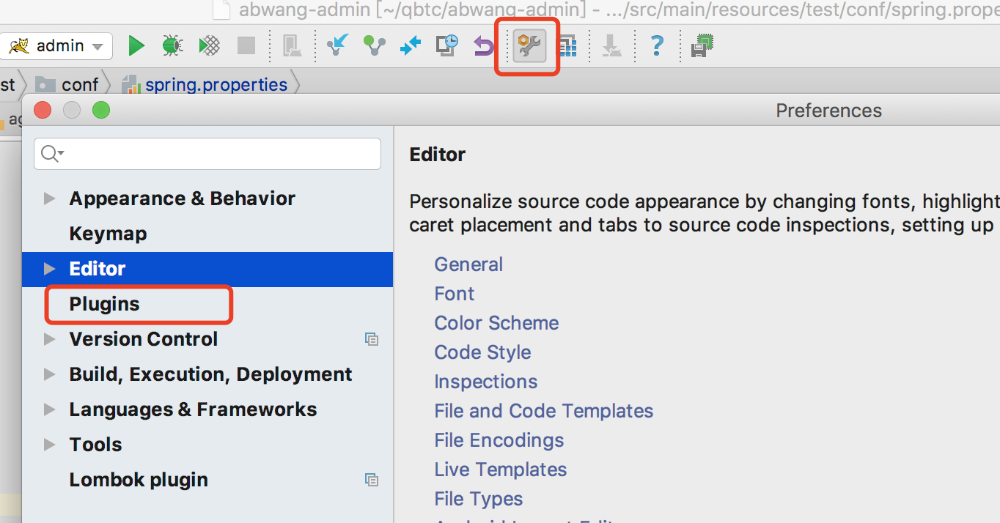 abwang-admin [~/qbtc/abwang-admin] - .../src/main/resources/test/conf/spring.prope
admin
st conf spring.properties
ag
Preferences
Editor
Appearance & Behavior
Keymap
Editor
Plugins
Version Control
Build, Execution, Deployment
Languages & Frameworks
Tools
Lombok plugin
Personalize source code appearance by changing fonts, highlight
caret placement and tabs to source code inspections, setting up
General
Font
Color Scheme
Code Style
Inspections
File and Code Templates
File Encodings
Live Templates
File Types